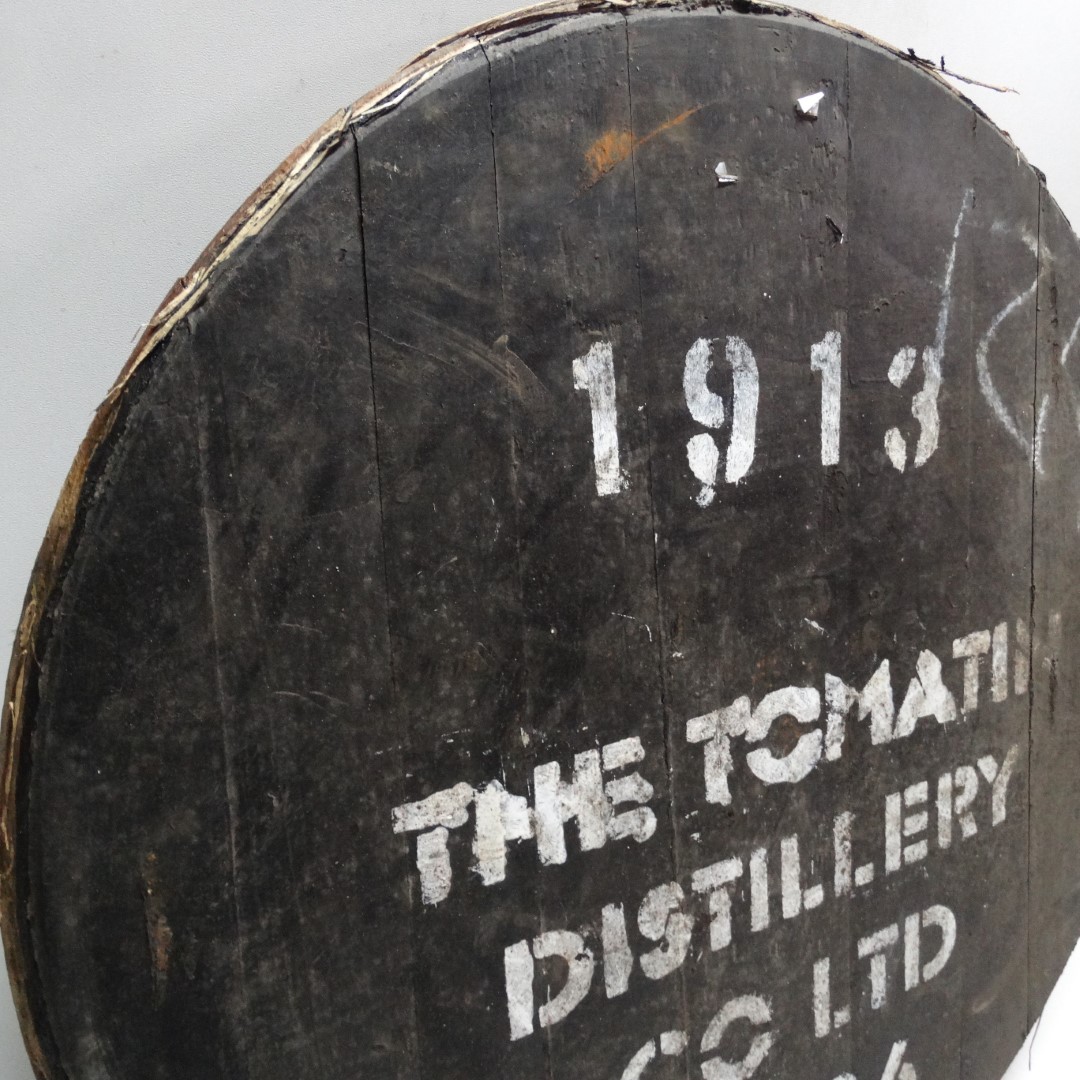 1913
THE TOMATIN
DISTILLERY
CO LTD